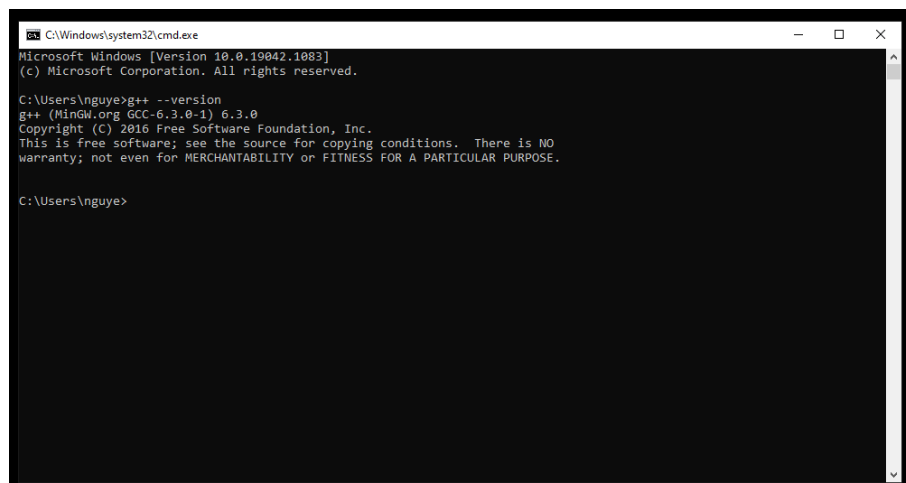 C:\Windows\system32\cmd.exe
Microsoft Windows [Version 10.0.19042.1083]
(c) Microsoft Corporation. All rights reserved.
C:\Users\nguye>g++ --version
g++ (MinGW.org GCC-6.3.0-1) 6.3.0
Copyright (C) 2016 Free Software Foundation, Inc.
This is free software; see the source for copying conditions.  There is NO
warranty; not even for MERCHANTABILITY or FITNESS FOR A PARTICULAR PURPOSE.
C:\Users\nguye>